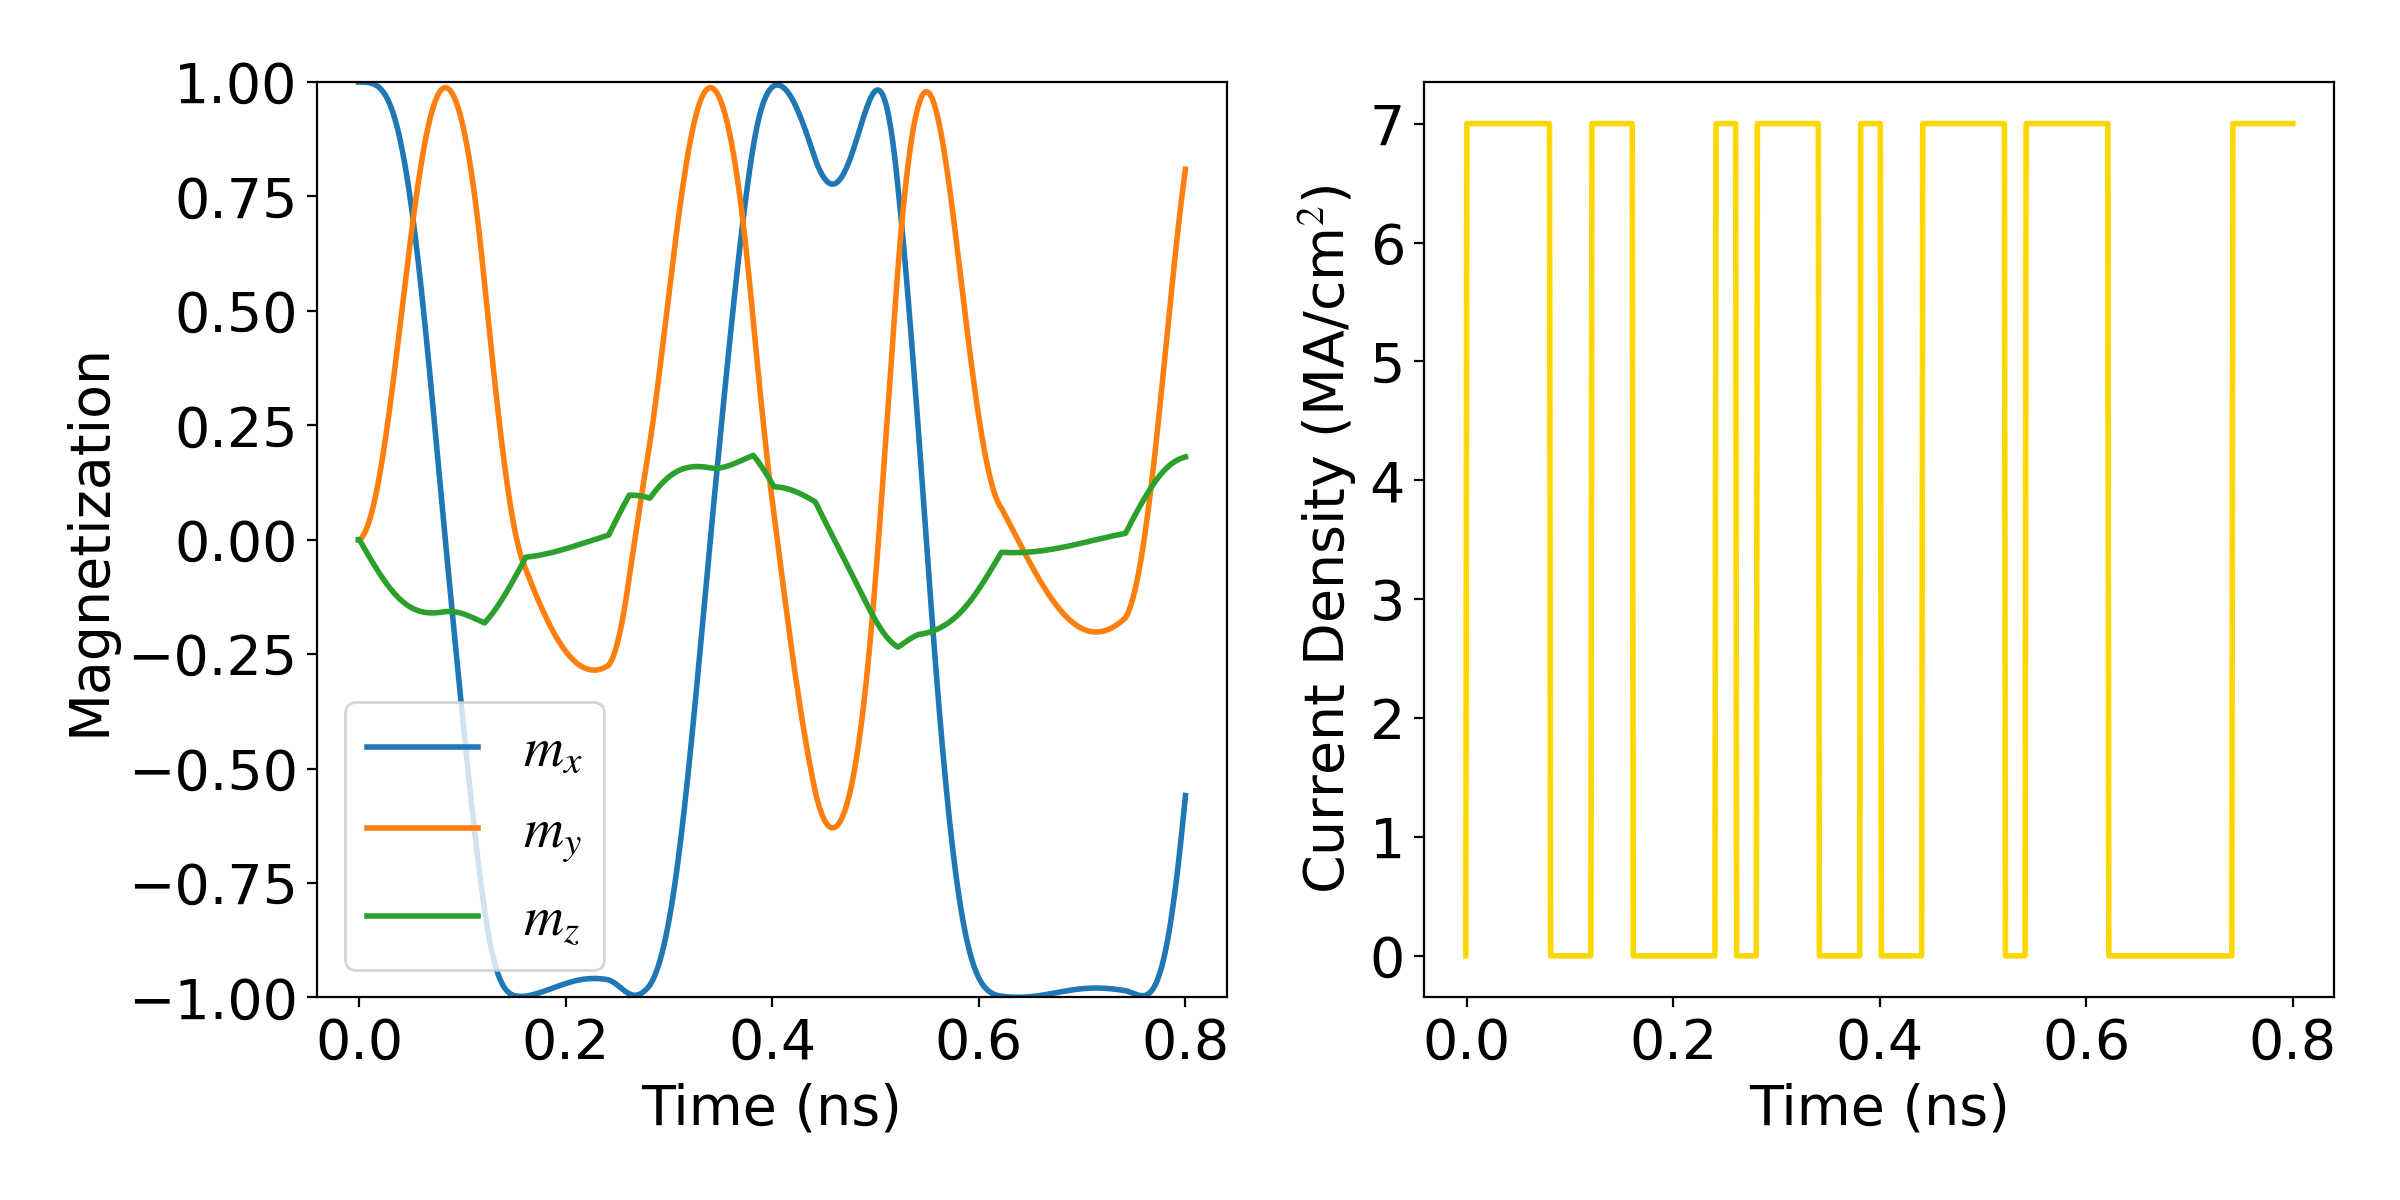 1.00
0.75
0.50
0.25
0.00
−0.25
−0.50
−0.75
−1.00
Magnetization
m_x
m_y
m_z
0.0 0.2 0.4 0.6 0.8
Time (ns)
7
6
5
4
3
2
1
0
Current Density (MA/cm²)
0.0 0.2 0.4 0.6 0.8
Time (ns)